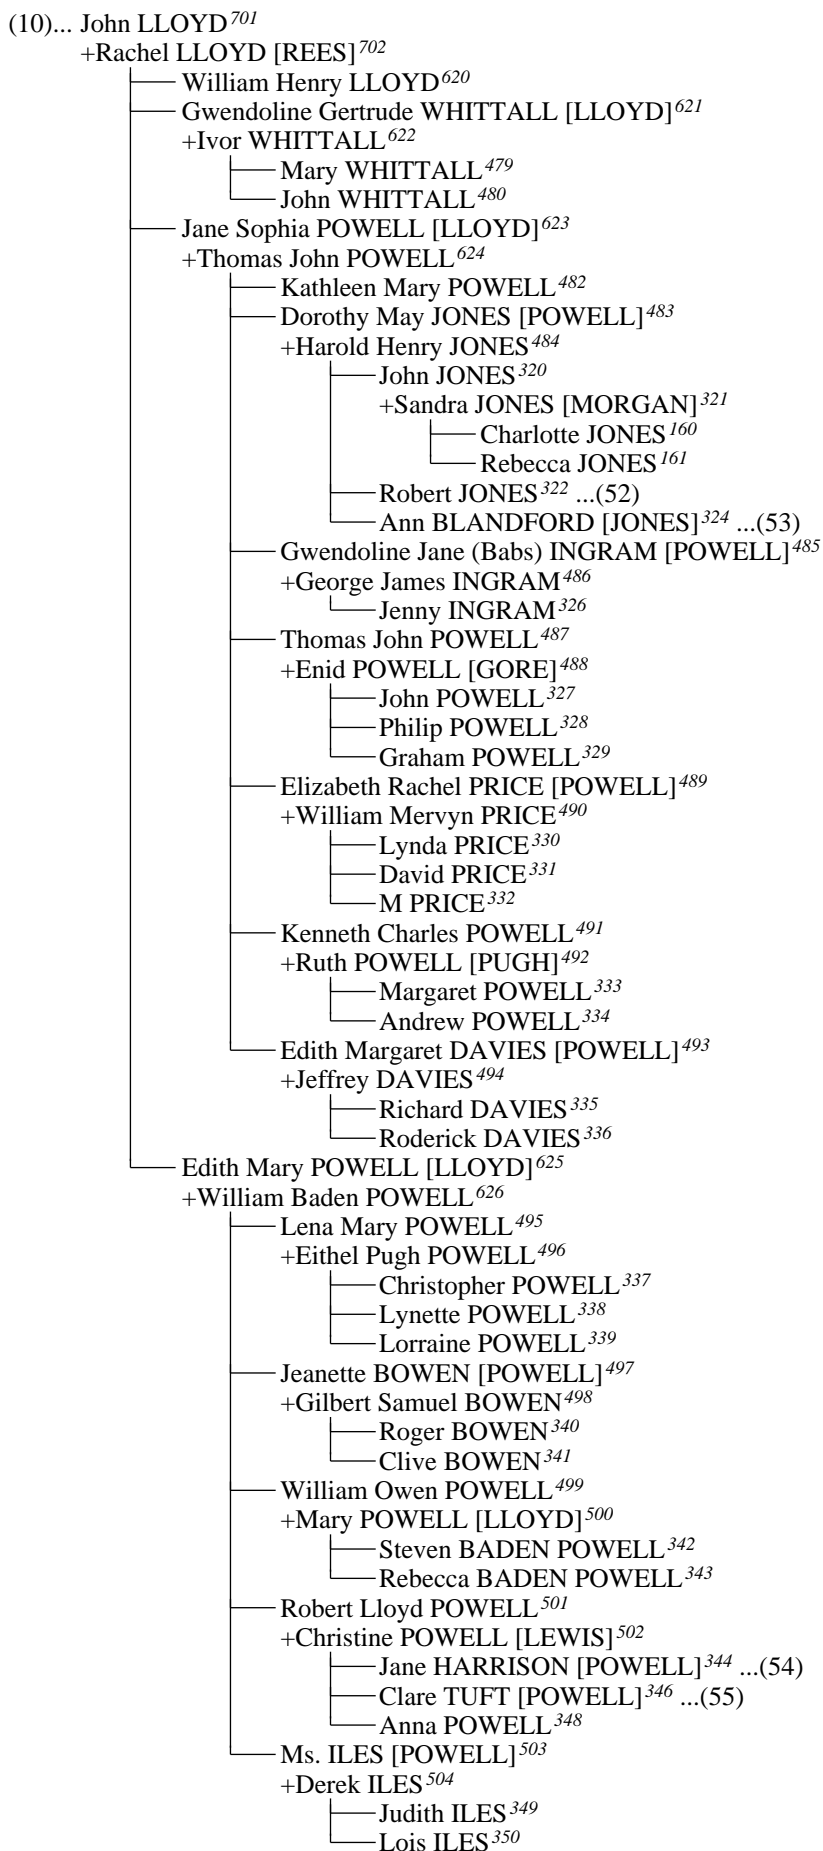 (10)... John LLOYD701
+Rachel LLOYD [REES]702
William Henry LLOYD620
Gwendoline Gertrude WHITTALL [LLOYD]621
+Ivor WHITTALL622
Mary WHITTALL479
John WHITTALL480
Jane Sophia POWELL [LLOYD]623
+Thomas John POWELL624
Kathleen Mary POWELL482
Dorothy May JONES [POWELL]483
+Harold Henry JONES484
John JONES320
+Sandra JONES [MORGAN]321
Charlotte JONES160
Rebecca JONES161
Robert JONES322 ...(52)
Ann BLANDFORD [JONES]324 ...(53)
Gwendoline Jane (Babs) INGRAM [POWELL]485
+George James INGRAM486
Jenny INGRAM326
Thomas John POWELL487
+Enid POWELL [GORE]488
John POWELL327
Philip POWELL328
Graham POWELL329
Elizabeth Rachel PRICE [POWELL]489
+William Mervyn PRICE490
Lynda PRICE330
David PRICE331
M PRICE332
Kenneth Charles POWELL491
+Ruth POWELL [PUGH]492
Margaret POWELL333
Andrew POWELL334
Edith Margaret DAVIES [POWELL]493
+Jeffrey DAVIES494
Richard DAVIES335
Roderick DAVIES336
Edith Mary POWELL [LLOYD]625
+William Baden POWELL626
Lena Mary POWELL495
+Eithel Pugh POWELL496
Christopher POWELL337
Lynette POWELL338
Lorraine POWELL339
Jeanette BOWEN [POWELL]497
+Gilbert Samuel BOWEN498
Roger BOWEN340
Clive BOWEN341
William Owen POWELL499
+Mary POWELL [LLOYD]500
Steven BADEN POWELL342
Rebecca BADEN POWELL343
Robert Lloyd POWELL501
+Christine POWELL [LEWIS]502
Jane HARRISON [POWELL]344 ...(54)
Clare TUFT [POWELL]346 ...(55)
Anna POWELL348
Ms. ILES [POWELL]503
+Derek ILES504
Judith ILES349
Lois ILES350